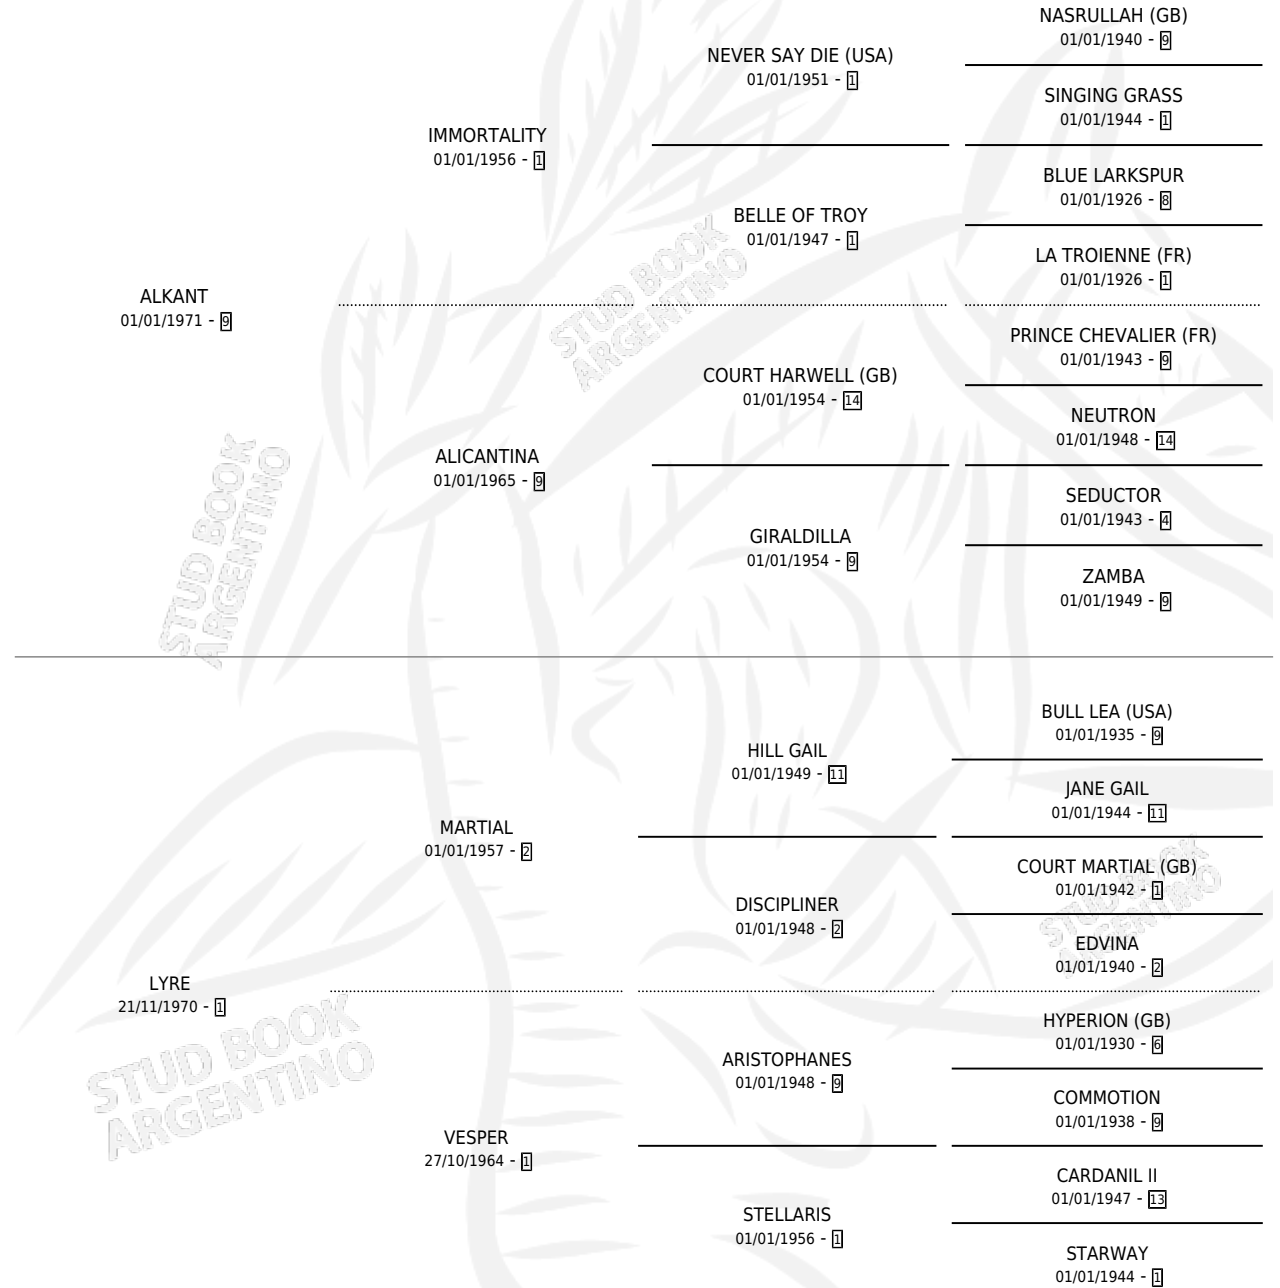 NASRULLAH (GB)
01/01/1940 - 9
NEVER SAY DIE (USA)
01/01/1951 - 1
SINGING GRASS
01/01/1944 - 1
IMMORTALITY
01/01/1956 - 1
BLUE LARKSPUR
01/01/1926 - 8
BELLE OF TROY
01/01/1947 - 1
LA TROIENNE (FR)
01/01/1926 - 1
ALKANT
01/01/1971 - 9
PRINCE CHEVALIER (FR)
01/01/1943 - 9
COURT HARWELL (GB)
01/01/1954 - 14
NEUTRON
01/01/1948 - 14
ALICANTINA
01/01/1965 - 9
SEDUCTOR
01/01/1943 - 4
GIRALDILLA
01/01/1954 - 9
ZAMBA
01/01/1949 - 9
STUD BOOK
ARGENTINO
STUD BOOK
ARGENTINO
BULL LEA (USA)
01/01/1935 - 9
HILL GAIL
01/01/1949 - 11
JANE GAIL
01/01/1944 - 11
MARTIAL
01/01/1957 - 2
COURT MARTIAL (GB)
01/01/1942 - 1
DISCIPLINER
01/01/1948 - 2
EDVINA
01/01/1940 - 2
LYRE
21/11/1970 - 1
HYPERION (GB)
01/01/1930 - 6
ARISTOPHANES
01/01/1948 - 9
COMMOTION
01/01/1938 - 9
VESPER
27/10/1964 - 1
CARDANIL II
01/01/1947 - 13
STELLARIS
01/01/1956 - 1
STARWAY
01/01/1944 - 1
STUD BOOK
ARGENTINO
STUD BOOK
ARGENTINO